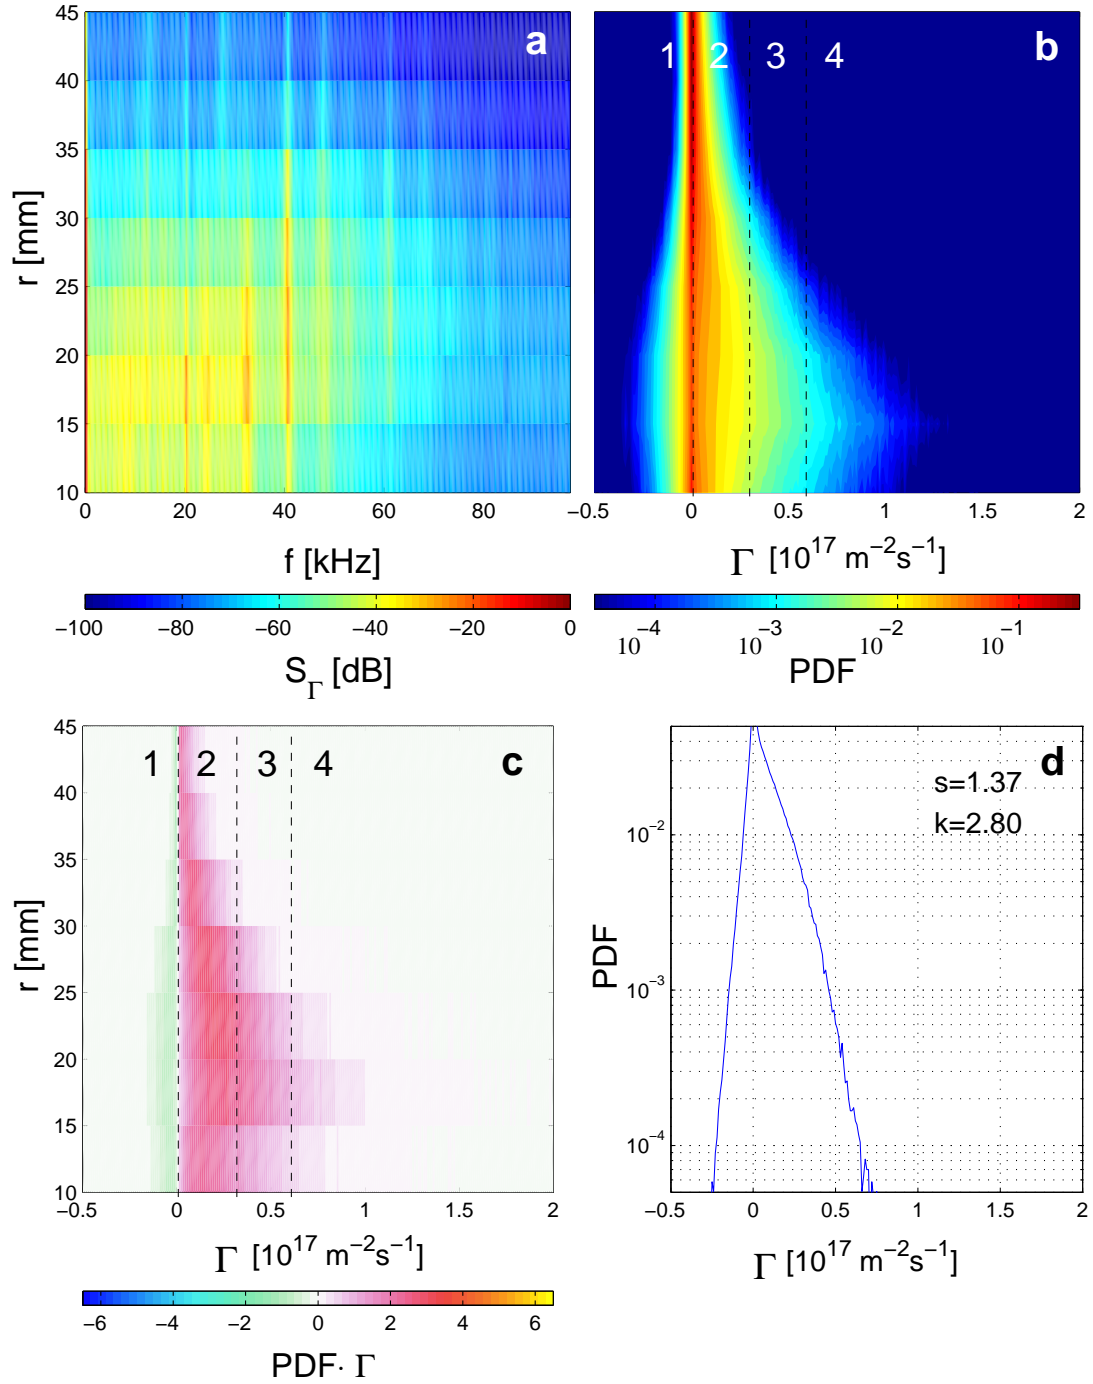 a
45
40
35
30
25
20
15
10
r [mm]
0 20 40 60 80
f [kHz]
−100 −80 −60 −40 −20 0
S_Γ [dB]
b
1 2 3 4
−0.5 0 0.5 1 1.5 2
Γ [10^17 m^−2 s^−1]
10^−4 10^−3 10^−2 10^−1
PDF
c
1 2 3 4
45
40
35
30
25
20
15
10
r [mm]
−0.5 0 0.5 1 1.5 2
Γ [10^17 m^−2 s^−1]
−6 −4 −2 0 2 4 6
PDF· Γ
d
s=1.37
k=2.80
10^−2
10^−3
10^−4
PDF
−0.5 0 0.5 1 1.5 2
Γ [10^17 m^−2 s^−1]